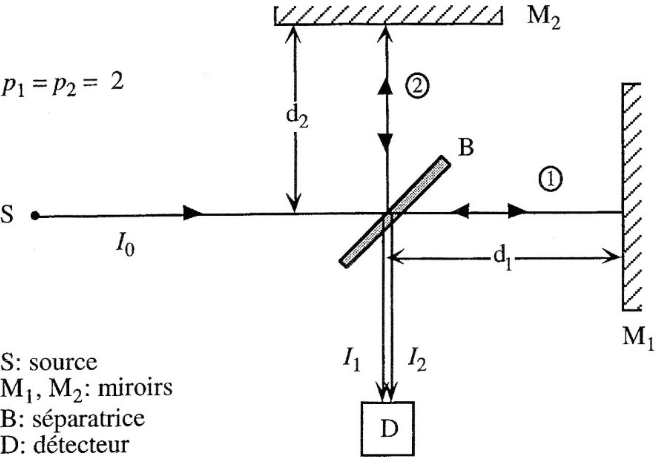 M₂
p₁ = p₂ = 2
②
d₂
B
①
S
I₀
d₁
M₁
I₁
I₂
S: source
M₁, M₂: miroirs
B: séparatrice
D: détecteur
D